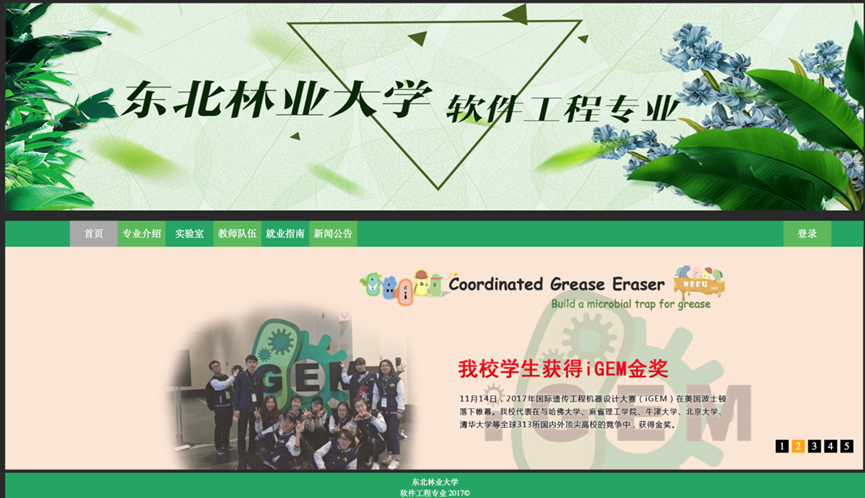 东北林业大学 软件工程专业
首页 专业介绍 实验室 教师队伍 就业指南 新闻公告 登录
Coordinated Grease Eraser NEFU
Build a microbial trap for grease
GEM
我校学生获得iGEM金奖
11月14日,2017年国际遗传工程机器设计大赛(iGEM)在美国波士顿
落下帷幕。我校代表在与哈佛大学、麻省理工学院、牛津大学、北京大学、
清华大学等全球313所国内外顶尖高校的竞争中,获得金奖。
iGEM
1 2 3 4 5
东北林业大学
软件工程专业 2017©